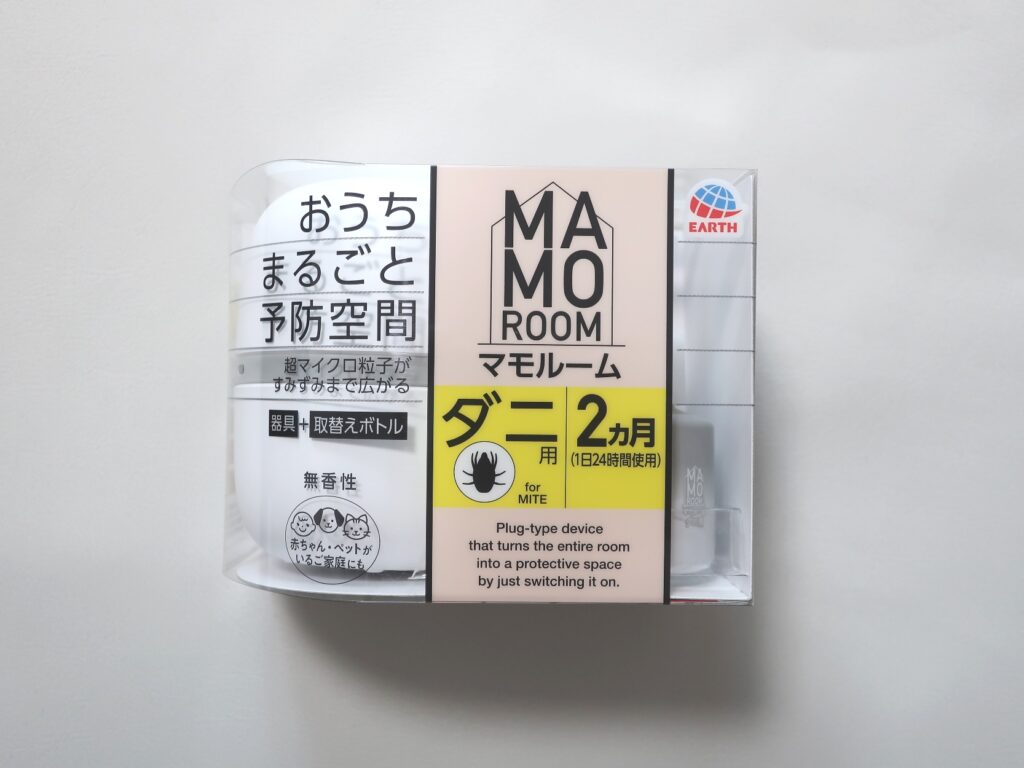 おうち
まるごと
予防空間
超マイクロ粒子が
すみずみまで広がる
器具+取替えボトル
無香性
赤ちゃん・ペットが
いるご家庭にも
MA
MO
ROOM
マモルーム
ダニ用
for
MITE
2ヵ月
(1日24時間使用)
Plug-type device
that turns the entire room
into a protective space
by just switching it on.
EARTH
MA
MO
ROOM